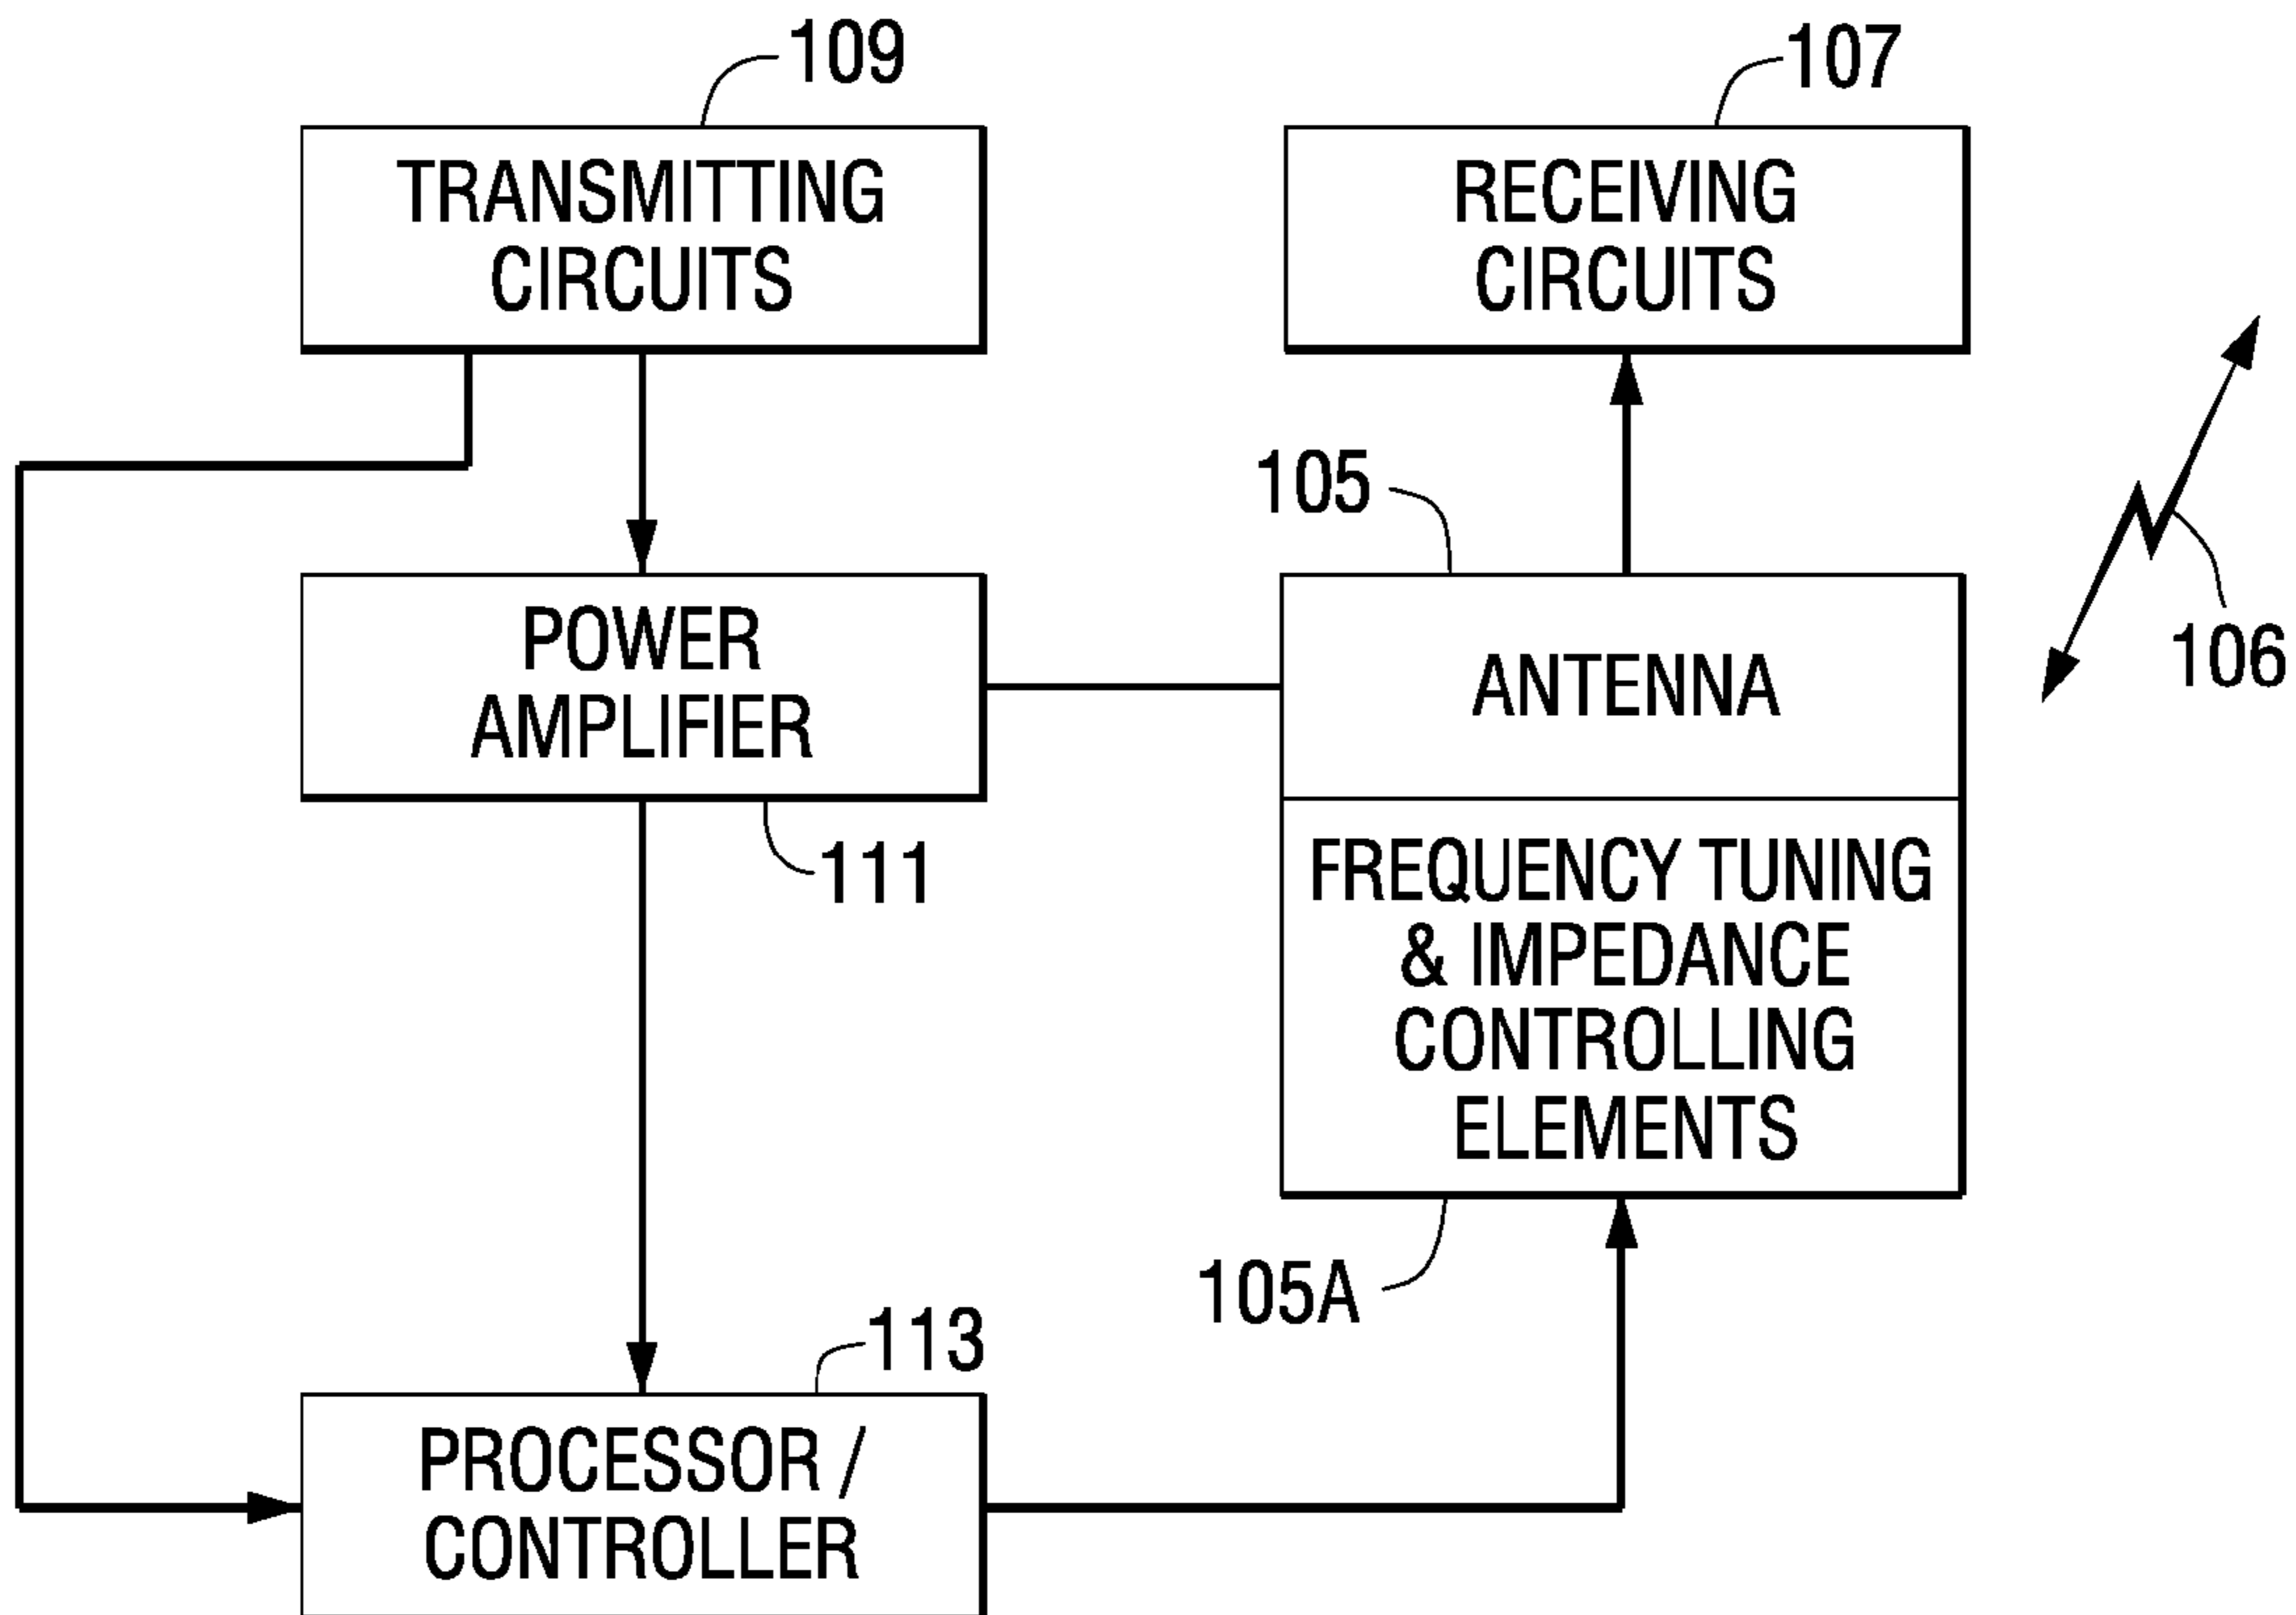 109
107
TRANSMITTING
CIRCUITS
RECEIVING
CIRCUITS
105
106
POWER
AMPLIFIER
ANTENNA
111
FREQUENCY TUNING
& IMPEDANCE
CONTROLLING
ELEMENTS
105A
113
PROCESSOR /
CONTROLLER